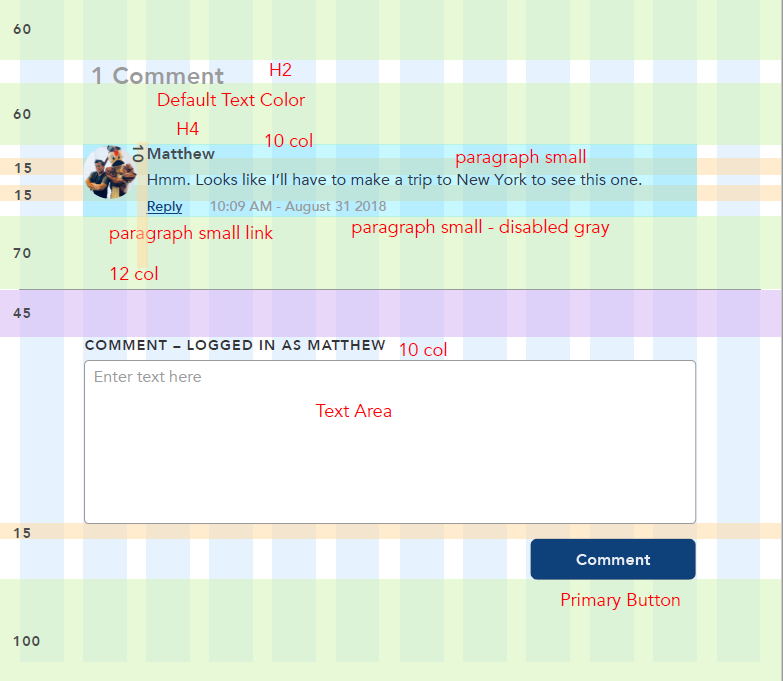 60
1 Comment
H2
Default Text Color
60
H4
10 col
10
Matthew
paragraph small
15
Hmm. Looks like I’ll have to make a trip to New York to see this one.
15
Reply
10:09 AM - August 31 2018
paragraph small link
paragraph small - disabled gray
70
12 col
45
COMMENT – LOGGED IN AS MATTHEW
10 col
Enter text here
Text Area
15
Comment
Primary Button
100